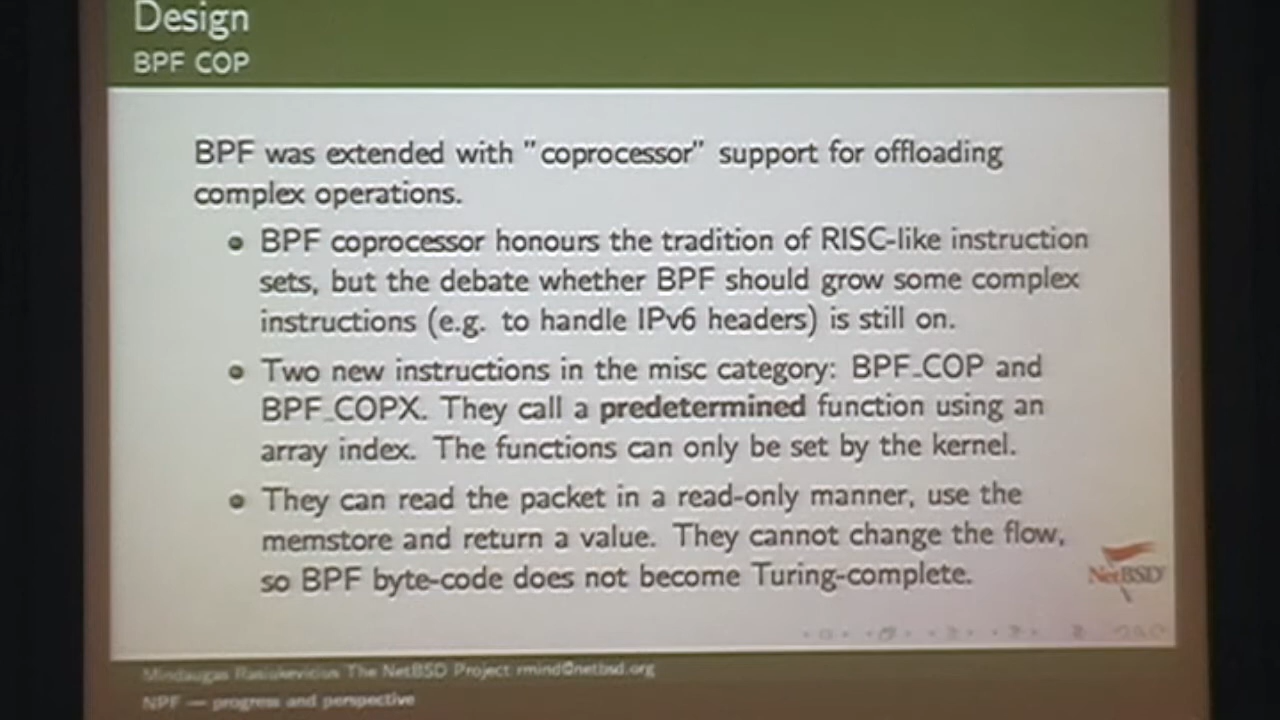 Design
BPF COP
BPF was extended with "coprocessor" support for offloading
complex operations.
BPF coprocessor honours the tradition of RISC-like instruction
sets, but the debate whether BPF should grow some complex
instructions (e.g. to handle IPv6 headers) is still on.
Two new instructions in the misc category: BPF_COP and
BPF_COPX. They call a predetermined function using an
array index. The functions can only be set by the kernel.
They can read the packet in a read-only manner, use the
memstore and return a value. They cannot change the flow,
so BPF byte-code does not become Turing-complete.
NetBSD
Mindaugas Rasiukevicius The NetBSD Project rmind@netbsd.org
NPF — progress and perspective